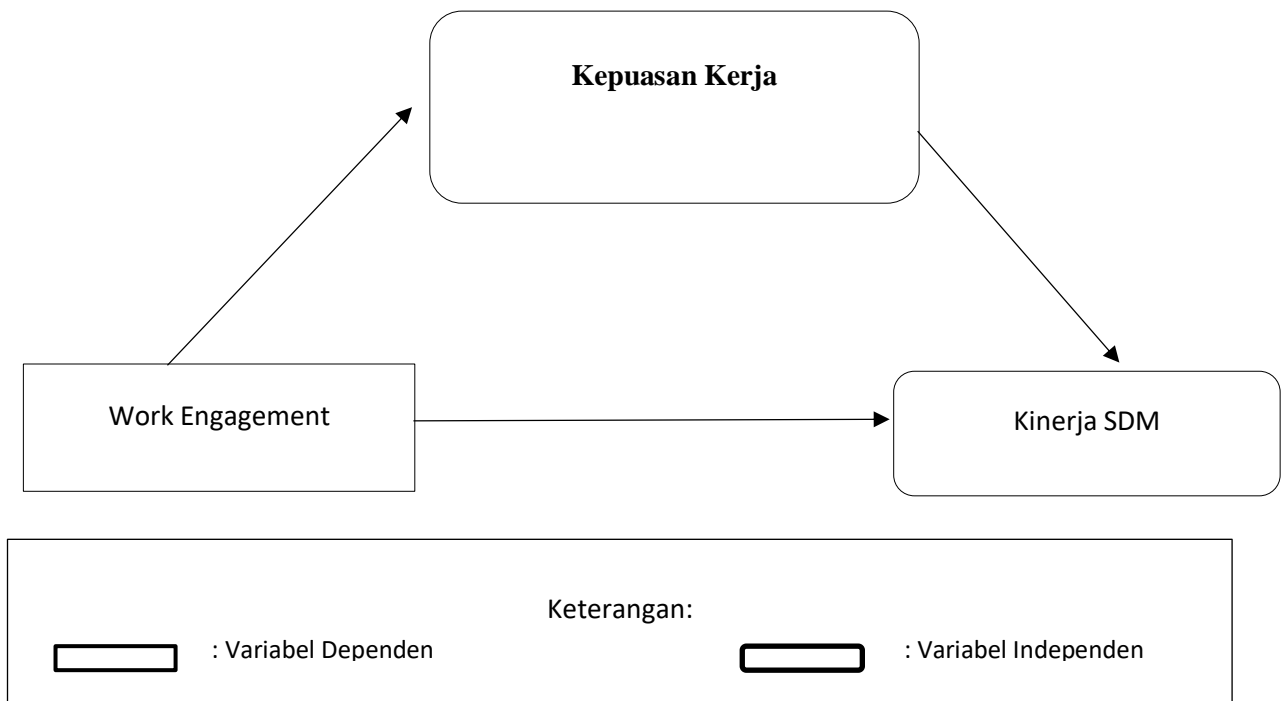 Kepuasan Kerja
Work Engagement
Kinerja SDM
Keterangan:
: Variabel Dependen
: Variabel Independen